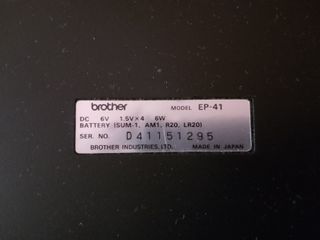 brother MODEL EP-41
DC 6V 1.5V×4 6W
BATTERY (SUM-1, AM1, R20, LR20)
SER. NO. D41151295
BROTHER INDUSTRIES, LTD. MADE IN JAPAN